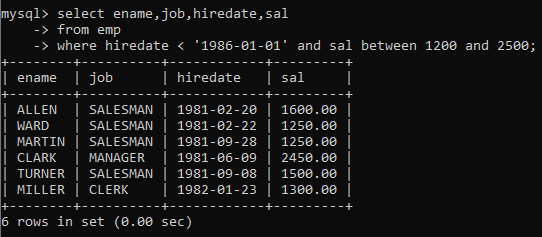 mysql> select ename,job,hiredate,sal
    -> from emp
    -> where hiredate < '1986-01-01' and sal between 1200 and 2500;
+--------+----------+------------+---------+
| ename  | job      | hiredate   | sal     |
+--------+----------+------------+---------+
| ALLEN  | SALESMAN | 1981-02-20 | 1600.00 |
| WARD   | SALESMAN | 1981-02-22 | 1250.00 |
| MARTIN | SALESMAN | 1981-09-28 | 1250.00 |
| CLARK  | MANAGER  | 1981-06-09 | 2450.00 |
| TURNER | SALESMAN | 1981-09-08 | 1500.00 |
| MILLER | CLERK    | 1982-01-23 | 1300.00 |
+--------+----------+------------+---------+
6 rows in set (0.00 sec)